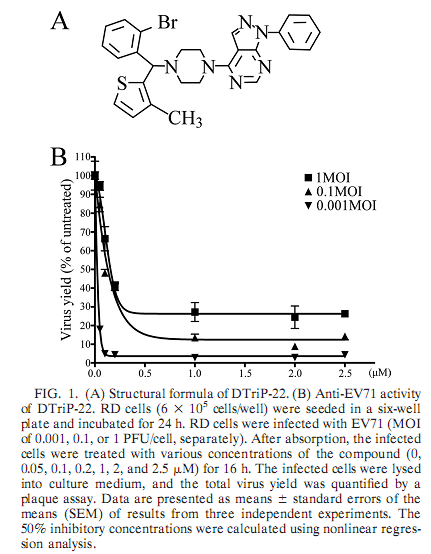 A
Br
N
N
N
N
N
N
S
CH3
B
Virus yield (% of untreated)
110
100
90
80
70
60
50
40
30
20
10
0
0.0 0.5 1.0 1.5 2.0 2.5 (μM)
1MOI
0.1MOI
0.001MOI
FIG. 1. (A) Structural formula of DTriP-22. (B) Anti-EV71 activity
of DTriP-22. RD cells (6 × 10⁵ cells/well) were seeded in a six-well
plate and incubated for 24 h. RD cells were infected with EV71 (MOI
of 0.001, 0.1, or 1 PFU/cell, separately). After absorption, the infected
cells were treated with various concentrations of the compound (0,
0.05, 0.1, 0.2, 1, 2, and 2.5 μM) for 16 h. The infected cells were lysed
into culture medium, and the total virus yield was quantified by a
plaque assay. Data are presented as means ± standard errors of the
means (SEM) of results from three independent experiments. The
50% inhibitory concentrations were calculated using nonlinear regres-
sion analysis.